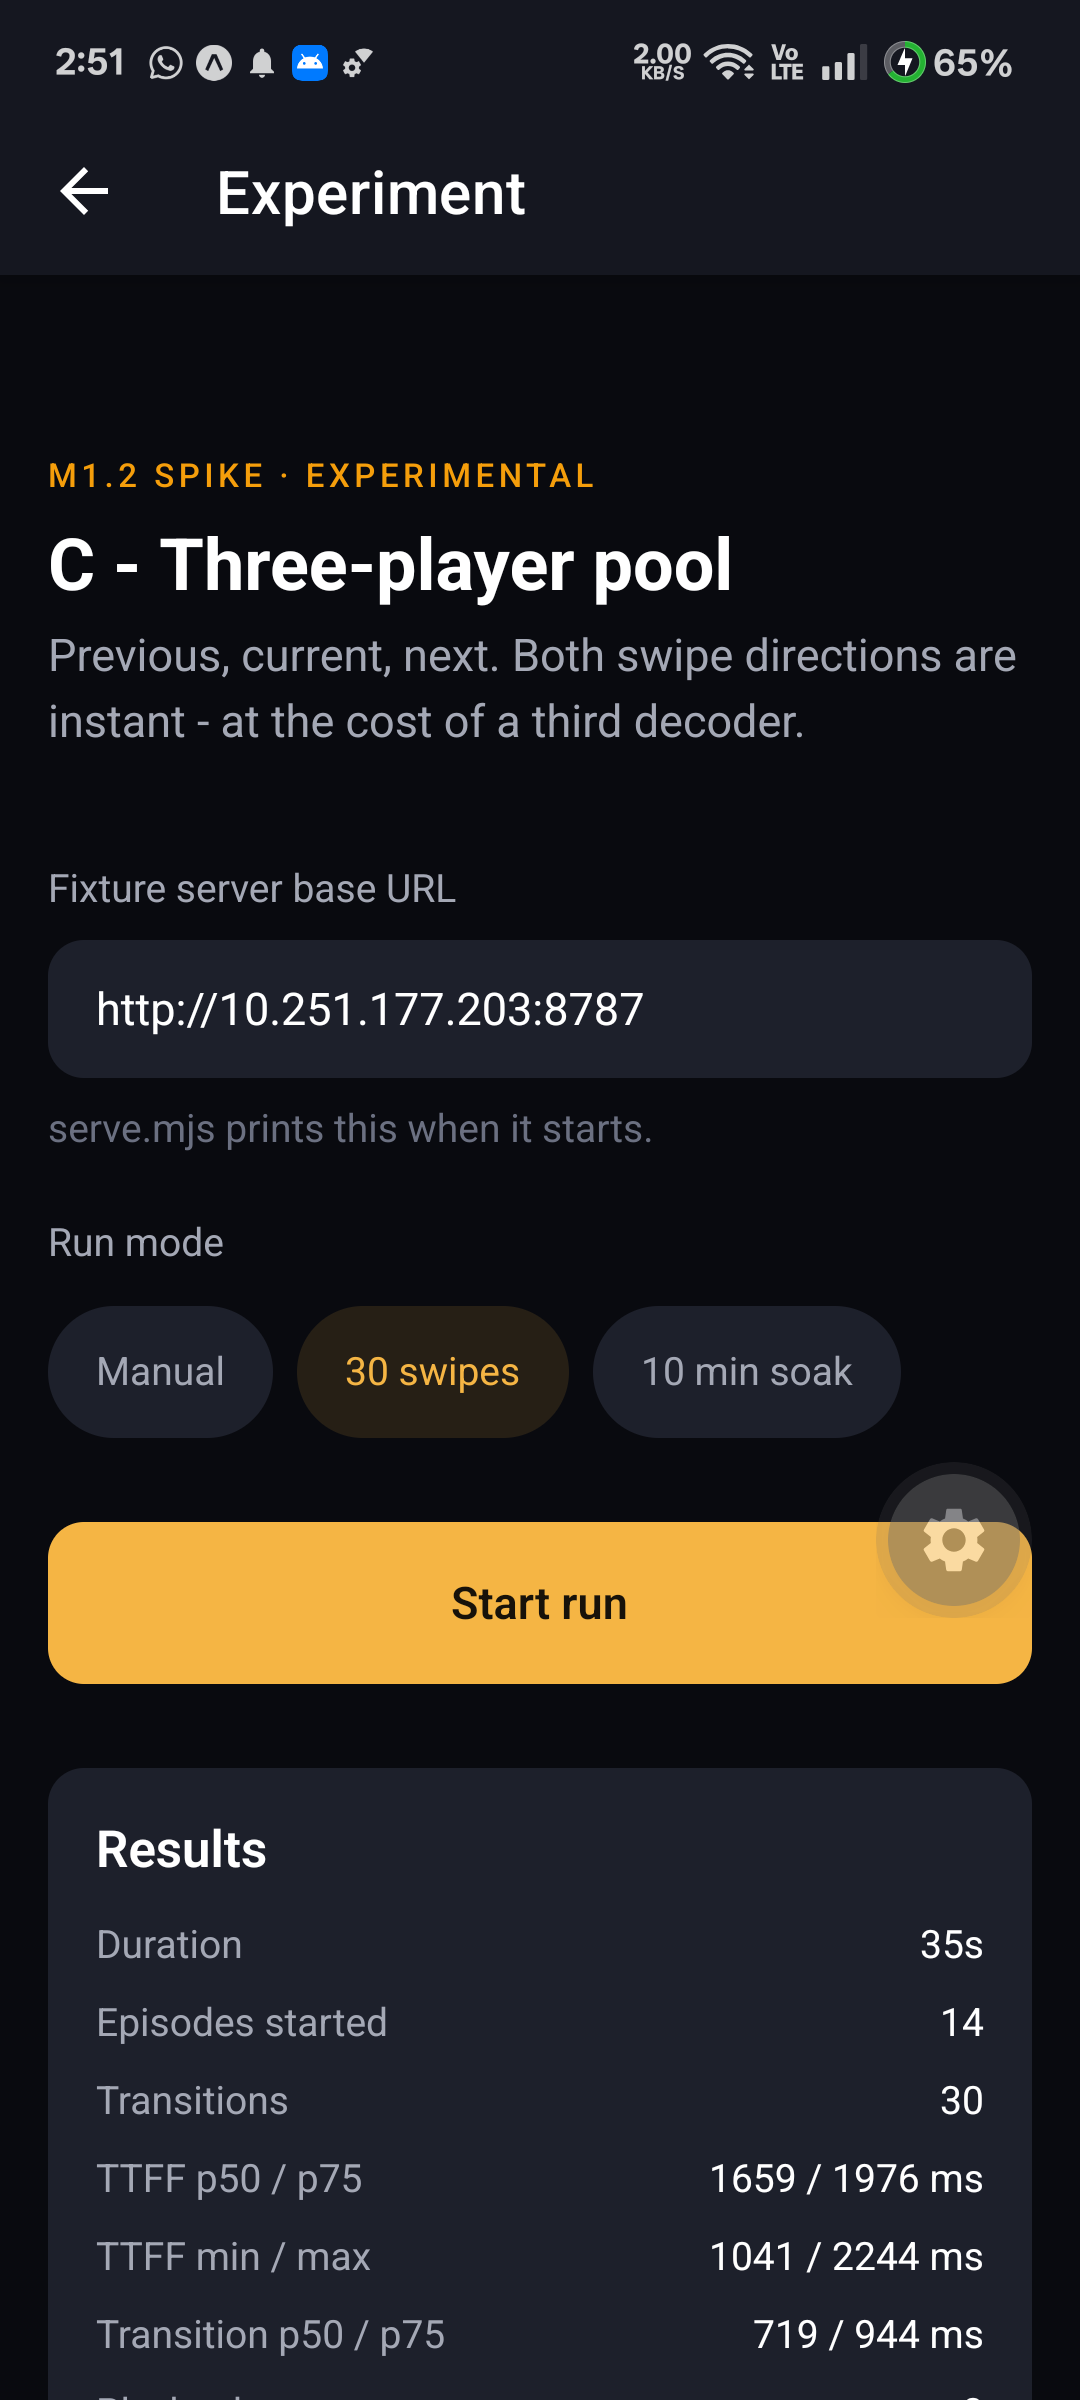 2:51
2.00 KB/S
Vo LTE
65%
Experiment
M1.2 SPIKE · EXPERIMENTAL
C - Three-player pool
Previous, current, next. Both swipe directions are
instant - at the cost of a third decoder.
Fixture server base URL
http://10.251.177.203:8787
serve.mjs prints this when it starts.
Run mode
Manual
30 swipes
10 min soak
Start run
Results
Duration 35s
Episodes started 14
Transitions 30
TTFF p50 / p75 1659 / 1976 ms
TTFF min / max 1041 / 2244 ms
Transition p50 / p75 719 / 944 ms